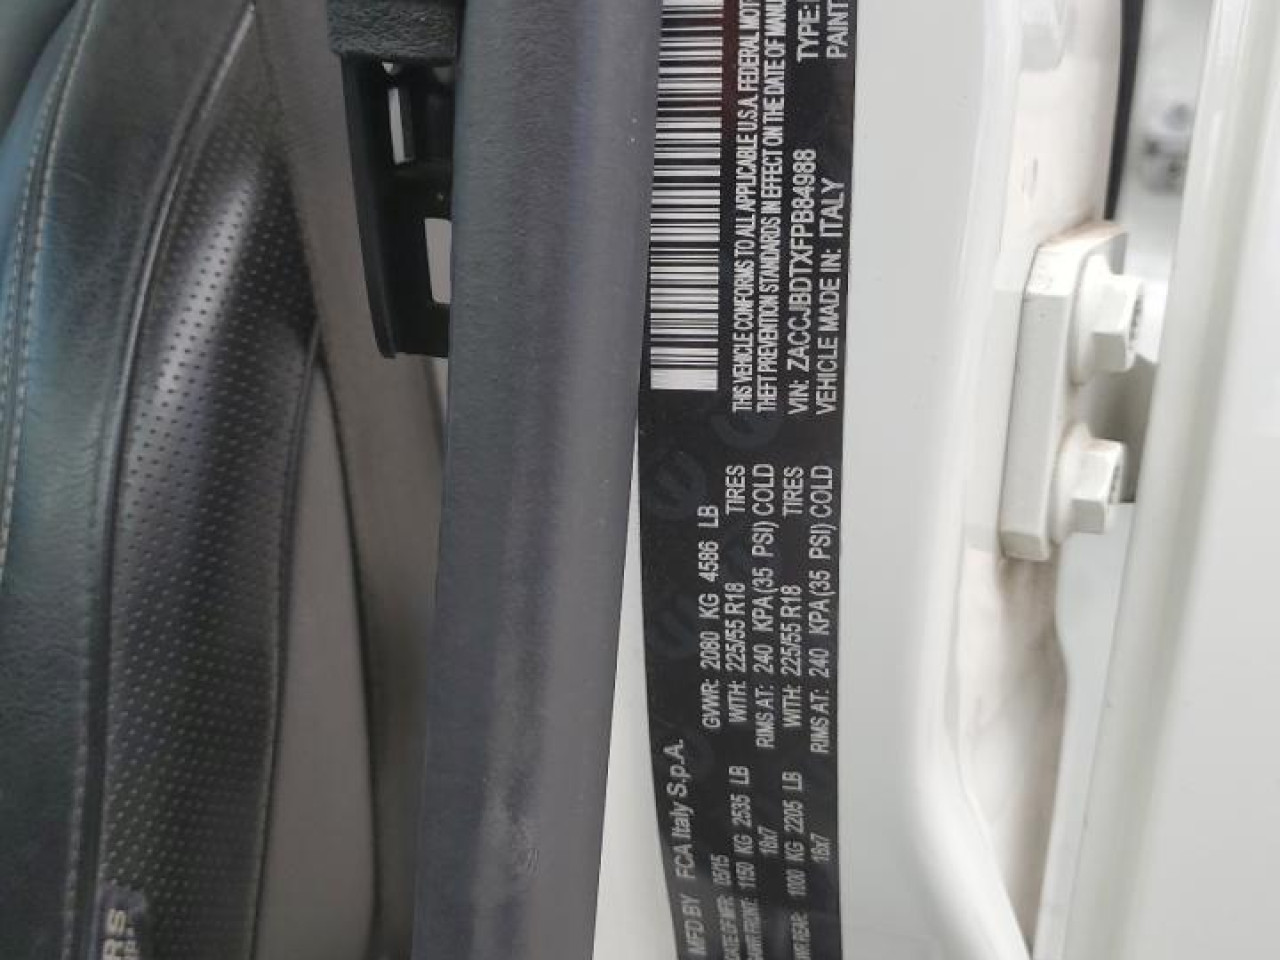 MFD BY FCA Italy S.p.A.
DATE OF MFR: 05/15 GVWR: 2080 KG 4586 LB
GAWR FRONT: 1150 KG 2535 LB WITH: 225/55 R18 TIRES
18x7 RIMS AT: 240 KPA(35 PSI) COLD
GAWR REAR: 1000 KG 2205 LB WITH: 225/55 R18 TIRES
18x7 RIMS AT: 240 KPA(35 PSI) COLD
THIS VEHICLE CONFORMS TO ALL APPLICABLE U.S.A. FEDERAL MOT
THEFT PREVENTION STANDARDS IN EFFECT ON THE DATE OF MANU
VIN: ZACCJBDTXFPB84988 TYPE:
VEHICLE MADE IN: ITALY PAINT
RS